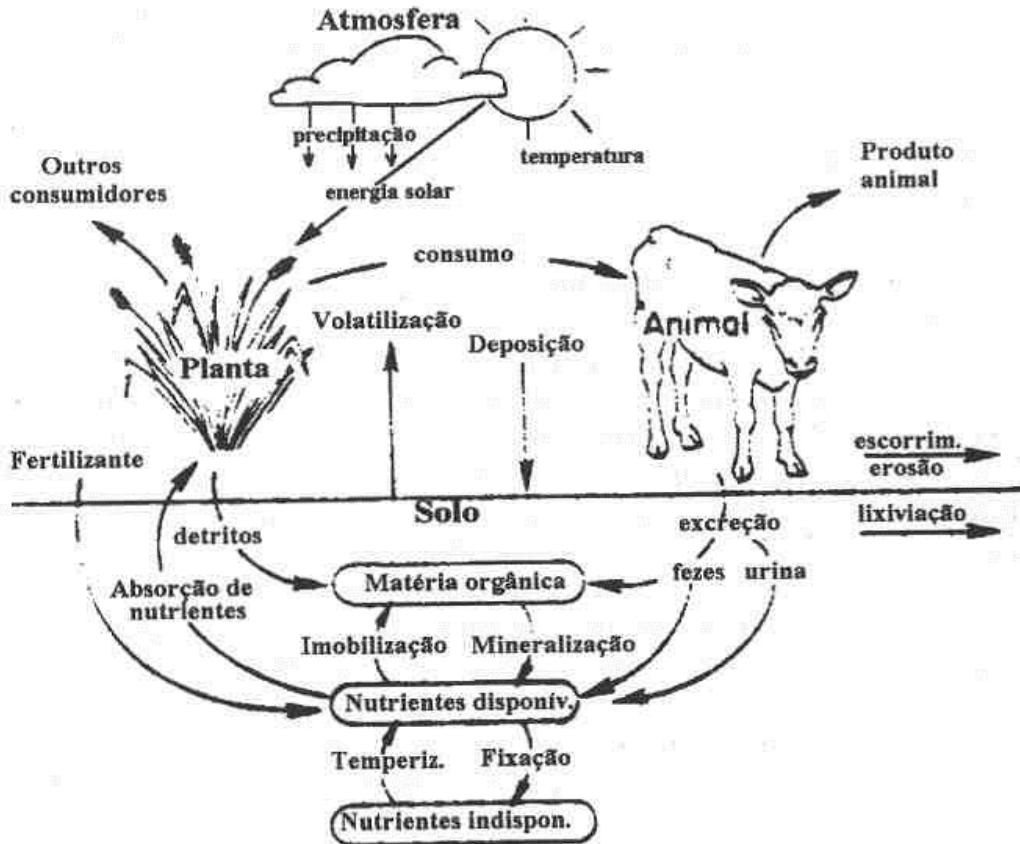 Atmosfera
precipitação
temperatura
energia solar
Outros
consumidores
Produto
animal
consumo
Volatilização
Deposição
Animal
Planta
Fertilizante
escorrim.
erosão
Solo
lixiviação
detritos
excreção
fezes urina
Matéria orgânica
Absorção de
nutrientes
Imobilização
Mineralização
Nutrientes disponív.
Temperiz.
Fixação
Nutrientes indispon.